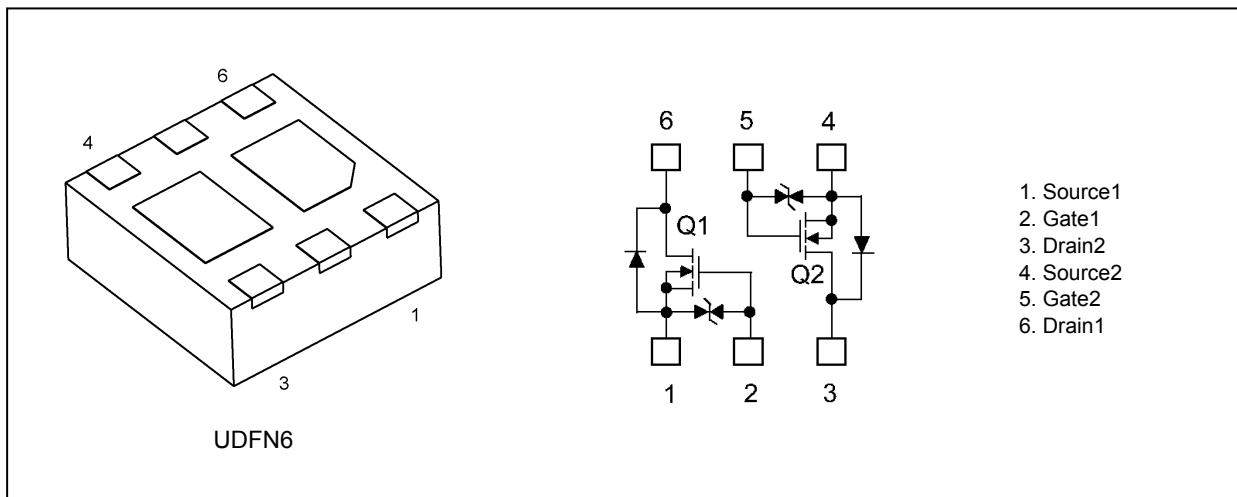 6
4
1
3
UDFN6
6 5 4
Q1
Q2
1 2 3
1. Source1
2. Gate1
3. Drain2
4. Source2
5. Gate2
6. Drain1